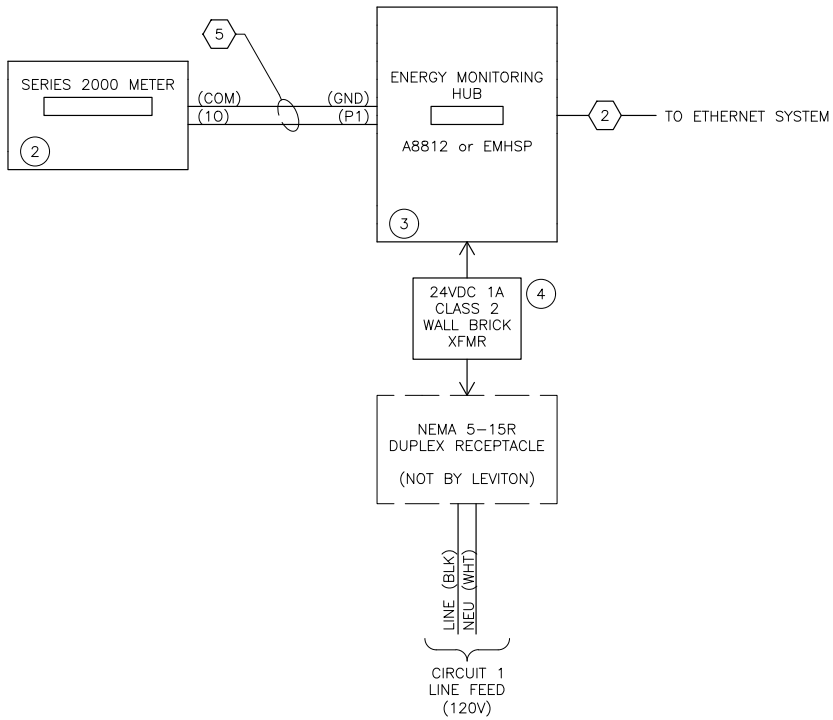 5
SERIES 2000 METER
(COM)
(10)
(GND)
(P1)
2
ENERGY MONITORING
HUB
A8812 or EMHSP
3
2
TO ETHERNET SYSTEM
24VDC 1A
CLASS 2
WALL BRICK
XFMR
4
NEMA 5-15R
DUPLEX RECEPTACLE
(NOT BY LEVITON)
LINE (BLK)
NEU (WHT)
CIRCUIT 1
LINE FEED
(120V)